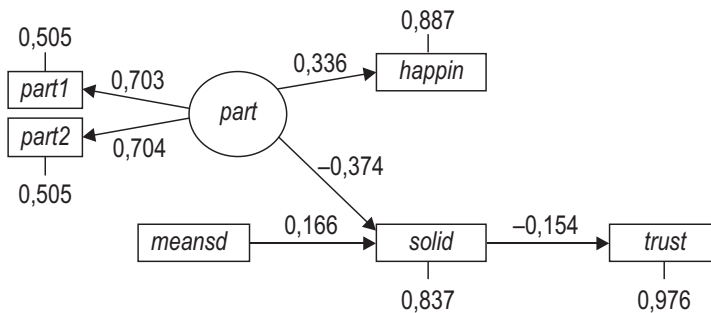 0,505
0,887
part1
0,703
0,336
happin
part
part2
0,704
0,505
–0,374
meansd
0,166
solid
–0,154
trust
0,837
0,976